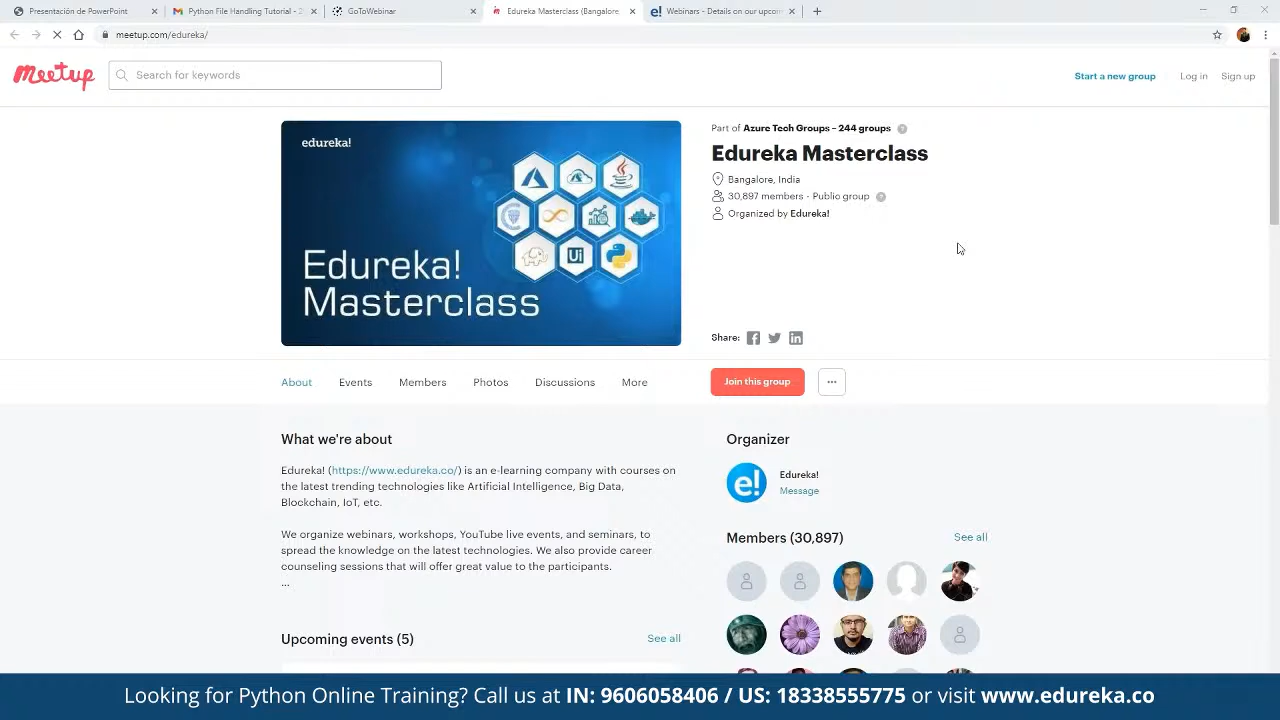 Presentación de PowerPoint
Python File Handling Tutorial - 2
GoToWebinar
Edureka Masterclass (Bangalore,
Webinars - Details on our upcom
meetup.com/edureka/
meetup
Search for keywords
Start a new group
Log in
Sign up
edureka!
Edureka!
Masterclass
Ui
Part of Azure Tech Groups – 244 groups ?
Edureka Masterclass
Bangalore, India
30,897 members · Public group ?
Organized by Edureka!
Share:
About
Events
Members
Photos
Discussions
More
Join this group
...
What we're about
Edureka! (https://www.edureka.co/) is an e-learning company with courses on
the latest trending technologies like Artificial Intelligence, Big Data,
Blockchain, IoT, etc.
We organize webinars, workshops, YouTube live events, and seminars, to
spread the knowledge on the latest technologies. We also provide career
counseling sessions that will offer great value to the participants.
...
Upcoming events (5)
See all
Organizer
e!
Edureka!
Message
Members (30,897)
See all
Looking for Python Online Training? Call us at IN: 9606058406 / US: 18338555775 or visit www.edureka.co